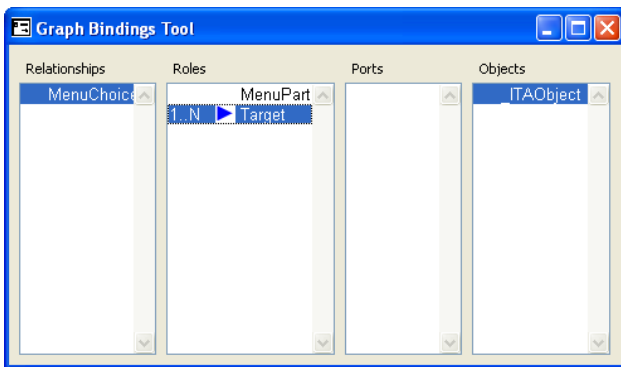 Graph Bindings Tool
Relationships Roles Ports Objects
MenuChoice MenuPart _ITAObject
1..N Target